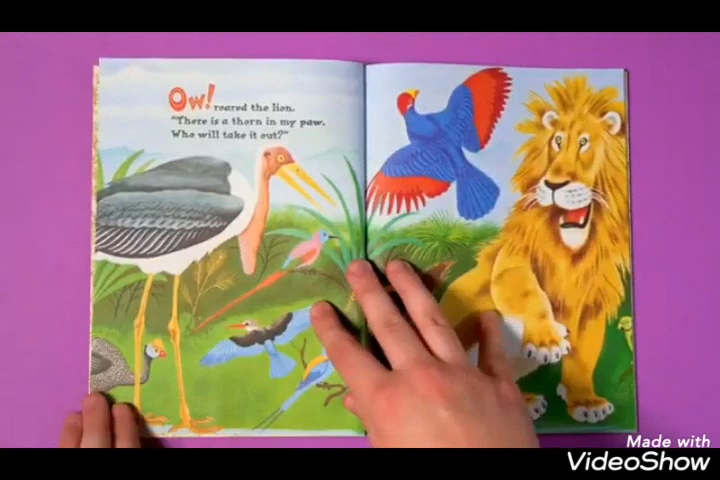 Ow! roared the lion.
"There is a thorn in my paw.
Who will take it out?"
Made with
VideoShow